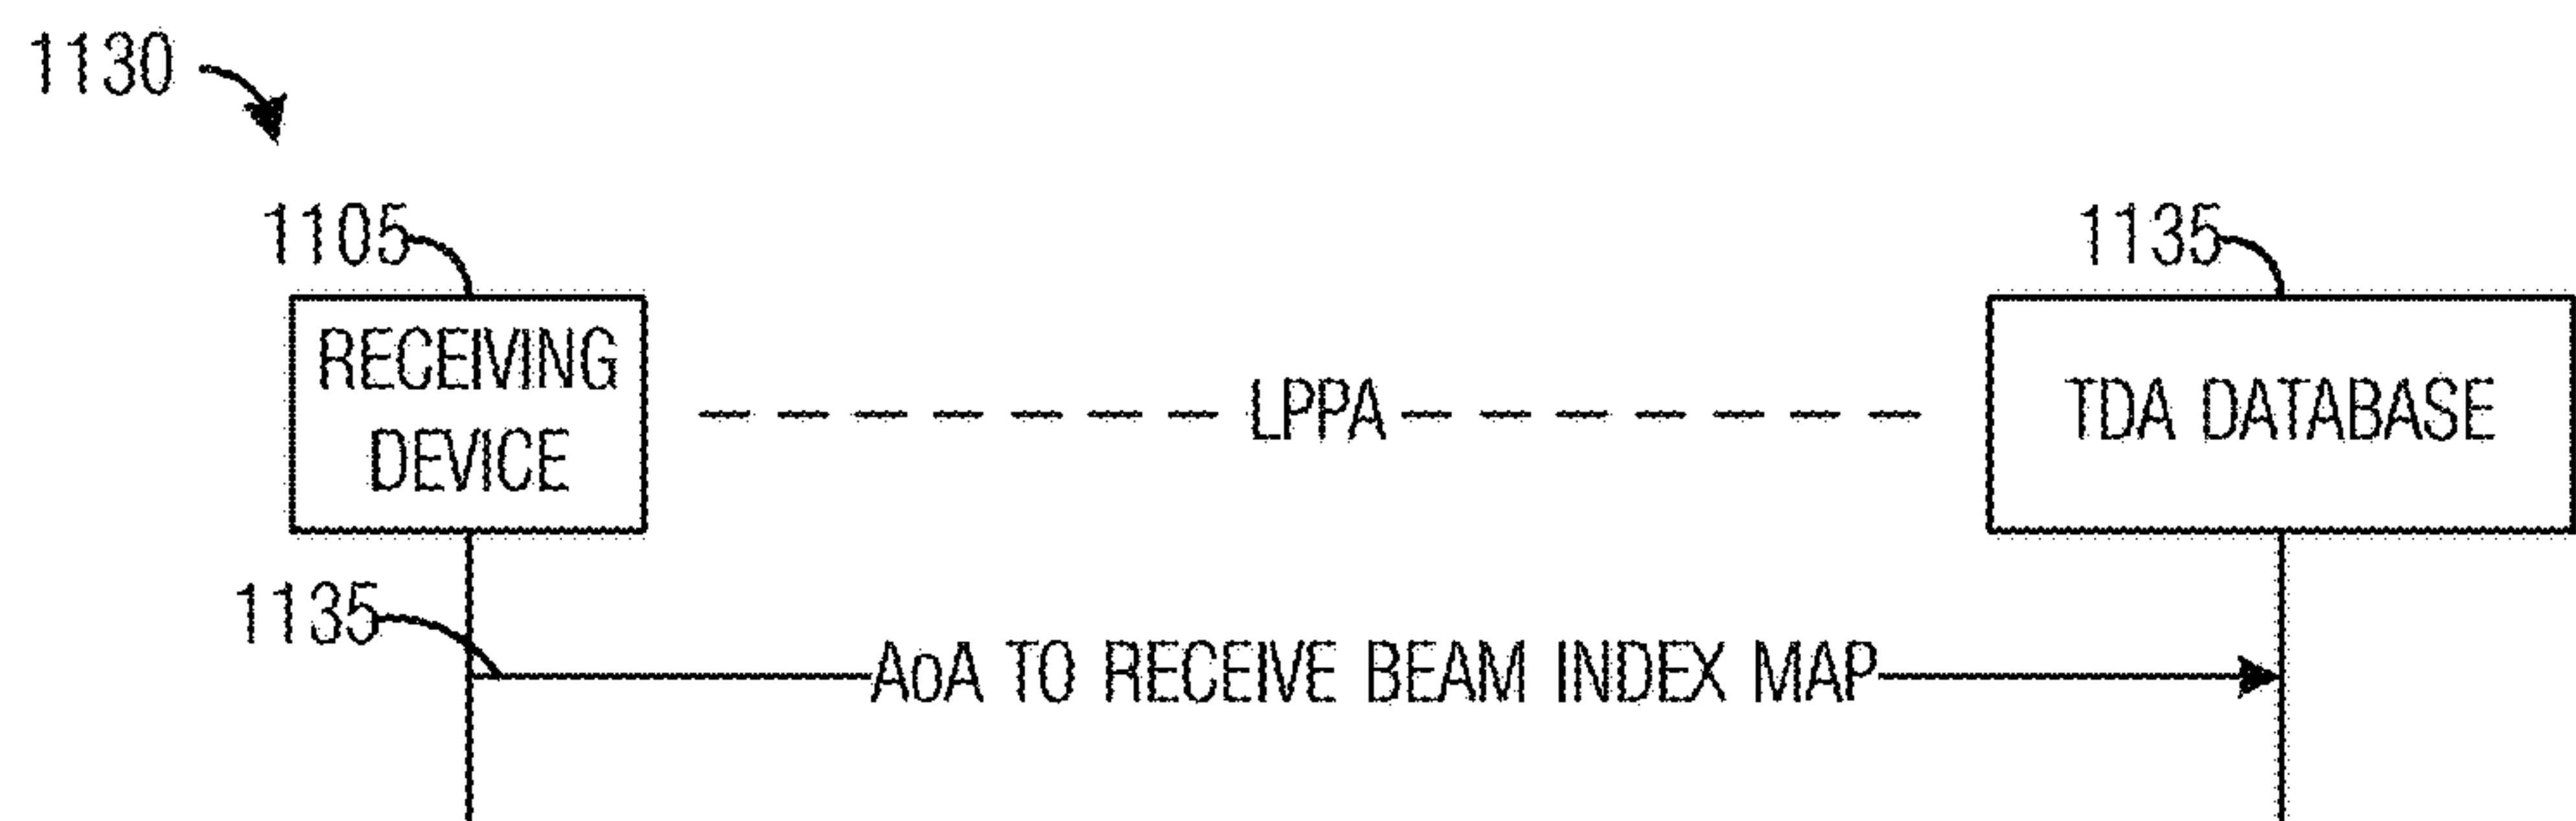 1130
1105
1135
RECEIVING
DEVICE
LPPA
TDA DATABASE
1135
AoA TO RECEIVE BEAM INDEX MAP